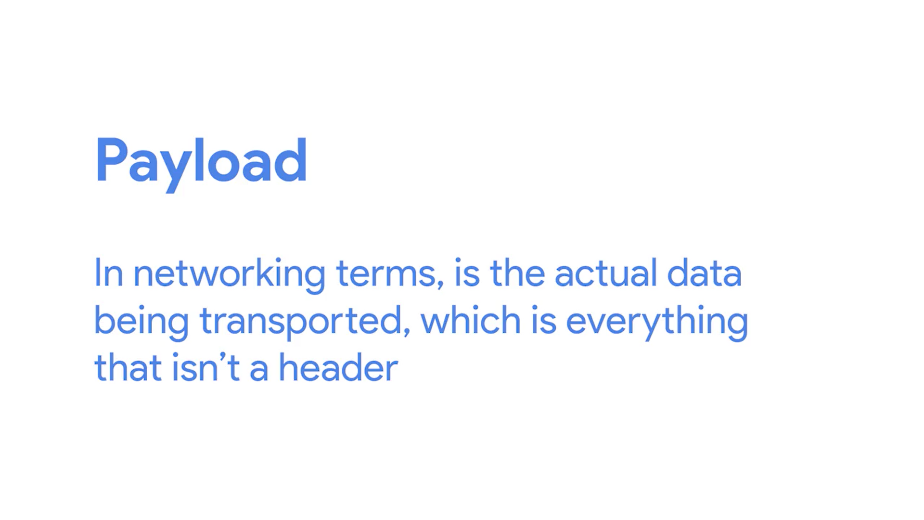 Payload
In networking terms, is the actual data
being transported, which is everything
that isn’t a header